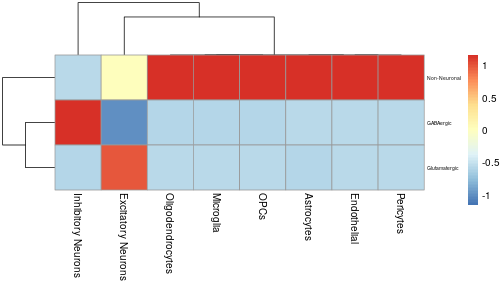 Non-Neuronal
GABAergic
Glutamatergic
1
0.5
0
-0.5
-1
Inhibitory Neurons
Excitatory Neurons
Oligodendrocytes
Microglia
OPCs
Astrocytes
Endothelial
Pericytes